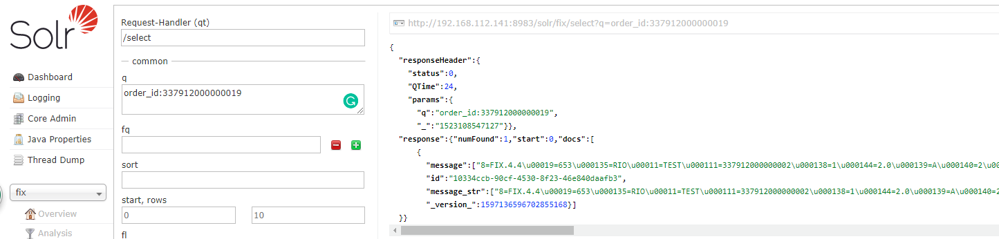 Solr
Dashboard
Logging
Core Admin
Java Properties
Thread Dump
fix
Overview
Analysis
Request-Handler (qt)
/select
common
q
order_id:337912000000019
fq
sort
start, rows
0
10
fl
http://192.168.112.141:8983/solr/fix/select?q=order_id:337912000000019
{
"responseHeader":{
"status":0,
"QTime":24,
"params":{
"q":"order_id:337912000000019",
"_":"1523108547127"}},
"response":{"numFound":1,"start":0,"docs":[
{
"message":["8=FIX.4.4\u00019=653\u000135=RIO\u00011=TEST\u000111=337912000000002\u000138=1\u000144=2.0\u000139=A\u000140=2\u0
"id":"10334ccb-90cf-4530-8f23-46e840daafb3",
"message_str":["8=FIX.4.4\u00019=653\u000135=RIO\u00011=TEST\u000111=337912000000002\u000138=1\u000144=2.0\u000139=A\u000140=2
"_version_":1597136596702855168}]
}}